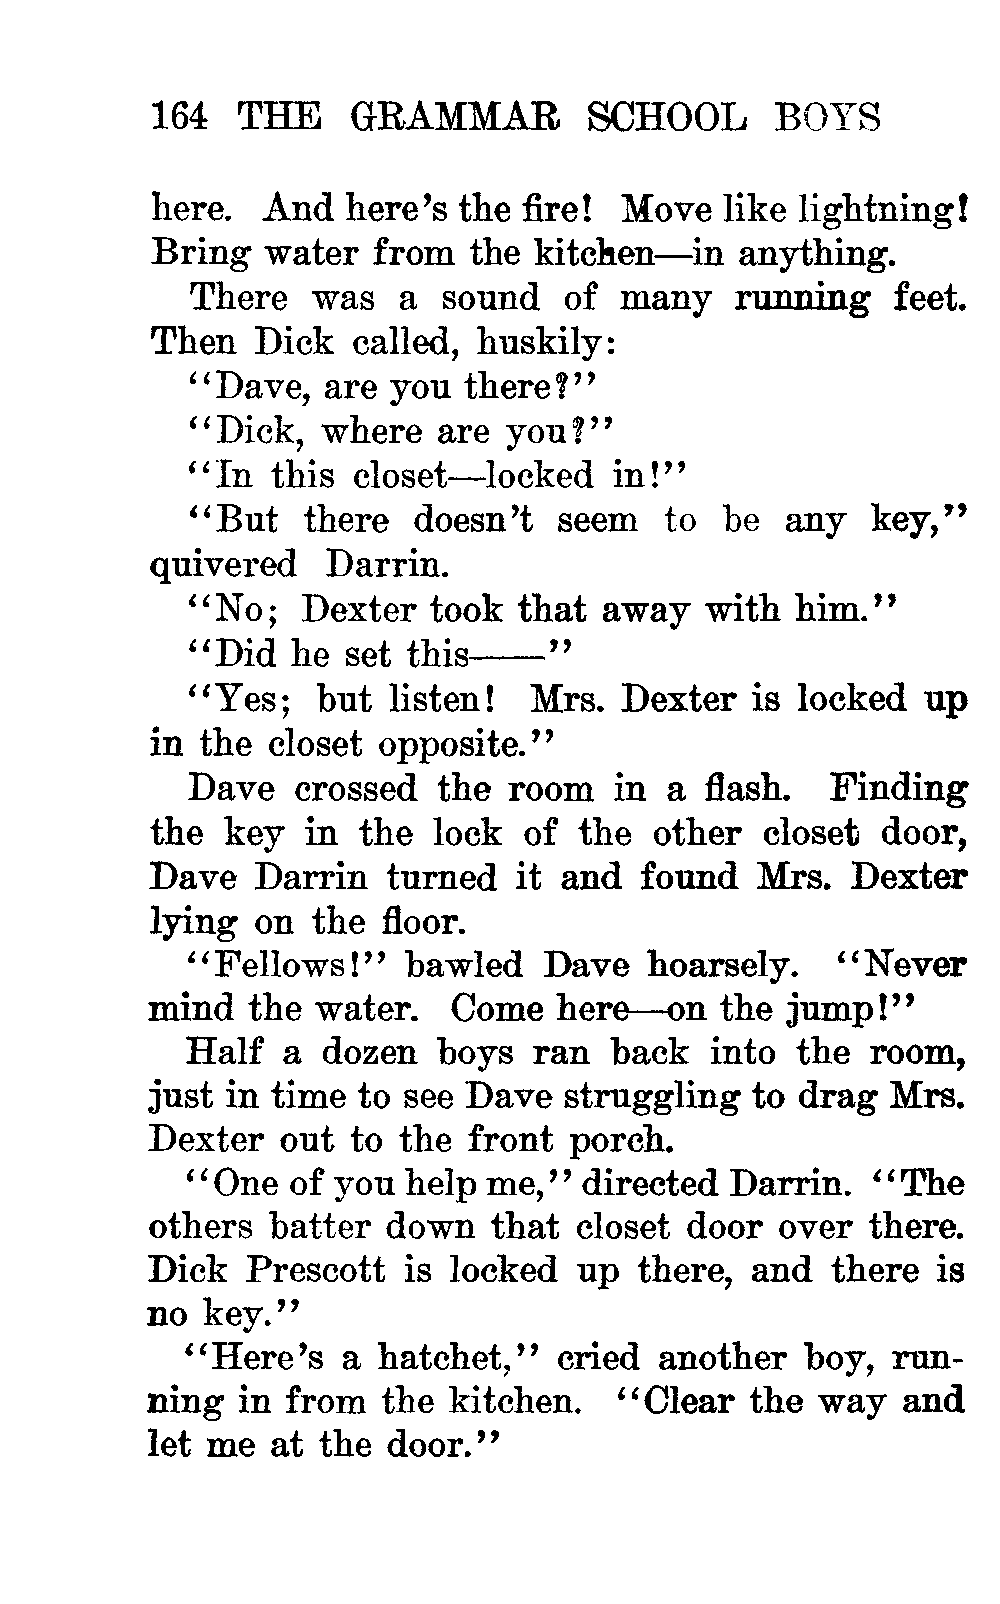 164 THE GRAMMAR SCHOOL BOYS
here. And here's the fire! Move like lightning!
Bring water from the kitchen—in anything.
There was a sound of many running feet.
Then Dick called, huskily:
"Dave, are you there?"
"Dick, where are you?"
"In this closet—locked in!"
"But there doesn't seem to be any key,"
quivered Darrin.
"No; Dexter took that away with him."
"Did he set this——"
"Yes; but listen! Mrs. Dexter is locked up
in the closet opposite."
Dave crossed the room in a flash. Finding
the key in the lock of the other closet door,
Dave Darrin turned it and found Mrs. Dexter
lying on the floor.
"Fellows!" bawled Dave hoarsely. "Never
mind the water. Come here—on the jump!"
Half a dozen boys ran back into the room,
just in time to see Dave struggling to drag Mrs.
Dexter out to the front porch.
"One of you help me," directed Darrin. "The
others batter down that closet door over there.
Dick Prescott is locked up there, and there is
no key."
"Here's a hatchet," cried another boy, run-
ning in from the kitchen. "Clear the way and
let me at the door."